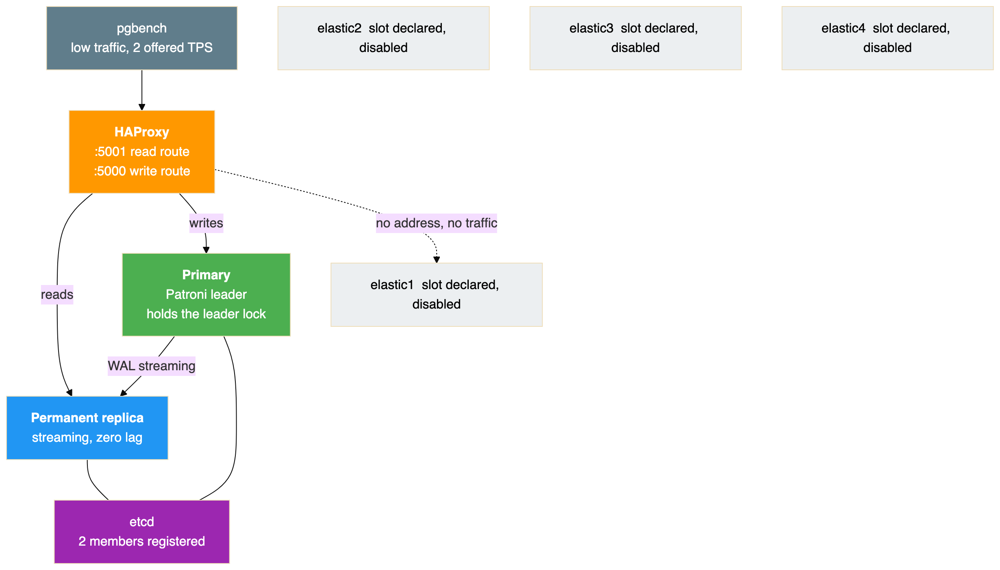 pgbench
low traffic, 2 offered TPS
elastic2  slot declared,
disabled
elastic3  slot declared,
disabled
elastic4  slot declared,
disabled
HAProxy
:5001 read route
:5000 write route
writes
no address, no traffic
reads
Primary
Patroni leader
holds the leader lock
elastic1  slot declared,
disabled
WAL streaming
Permanent replica
streaming, zero lag
etcd
2 members registered